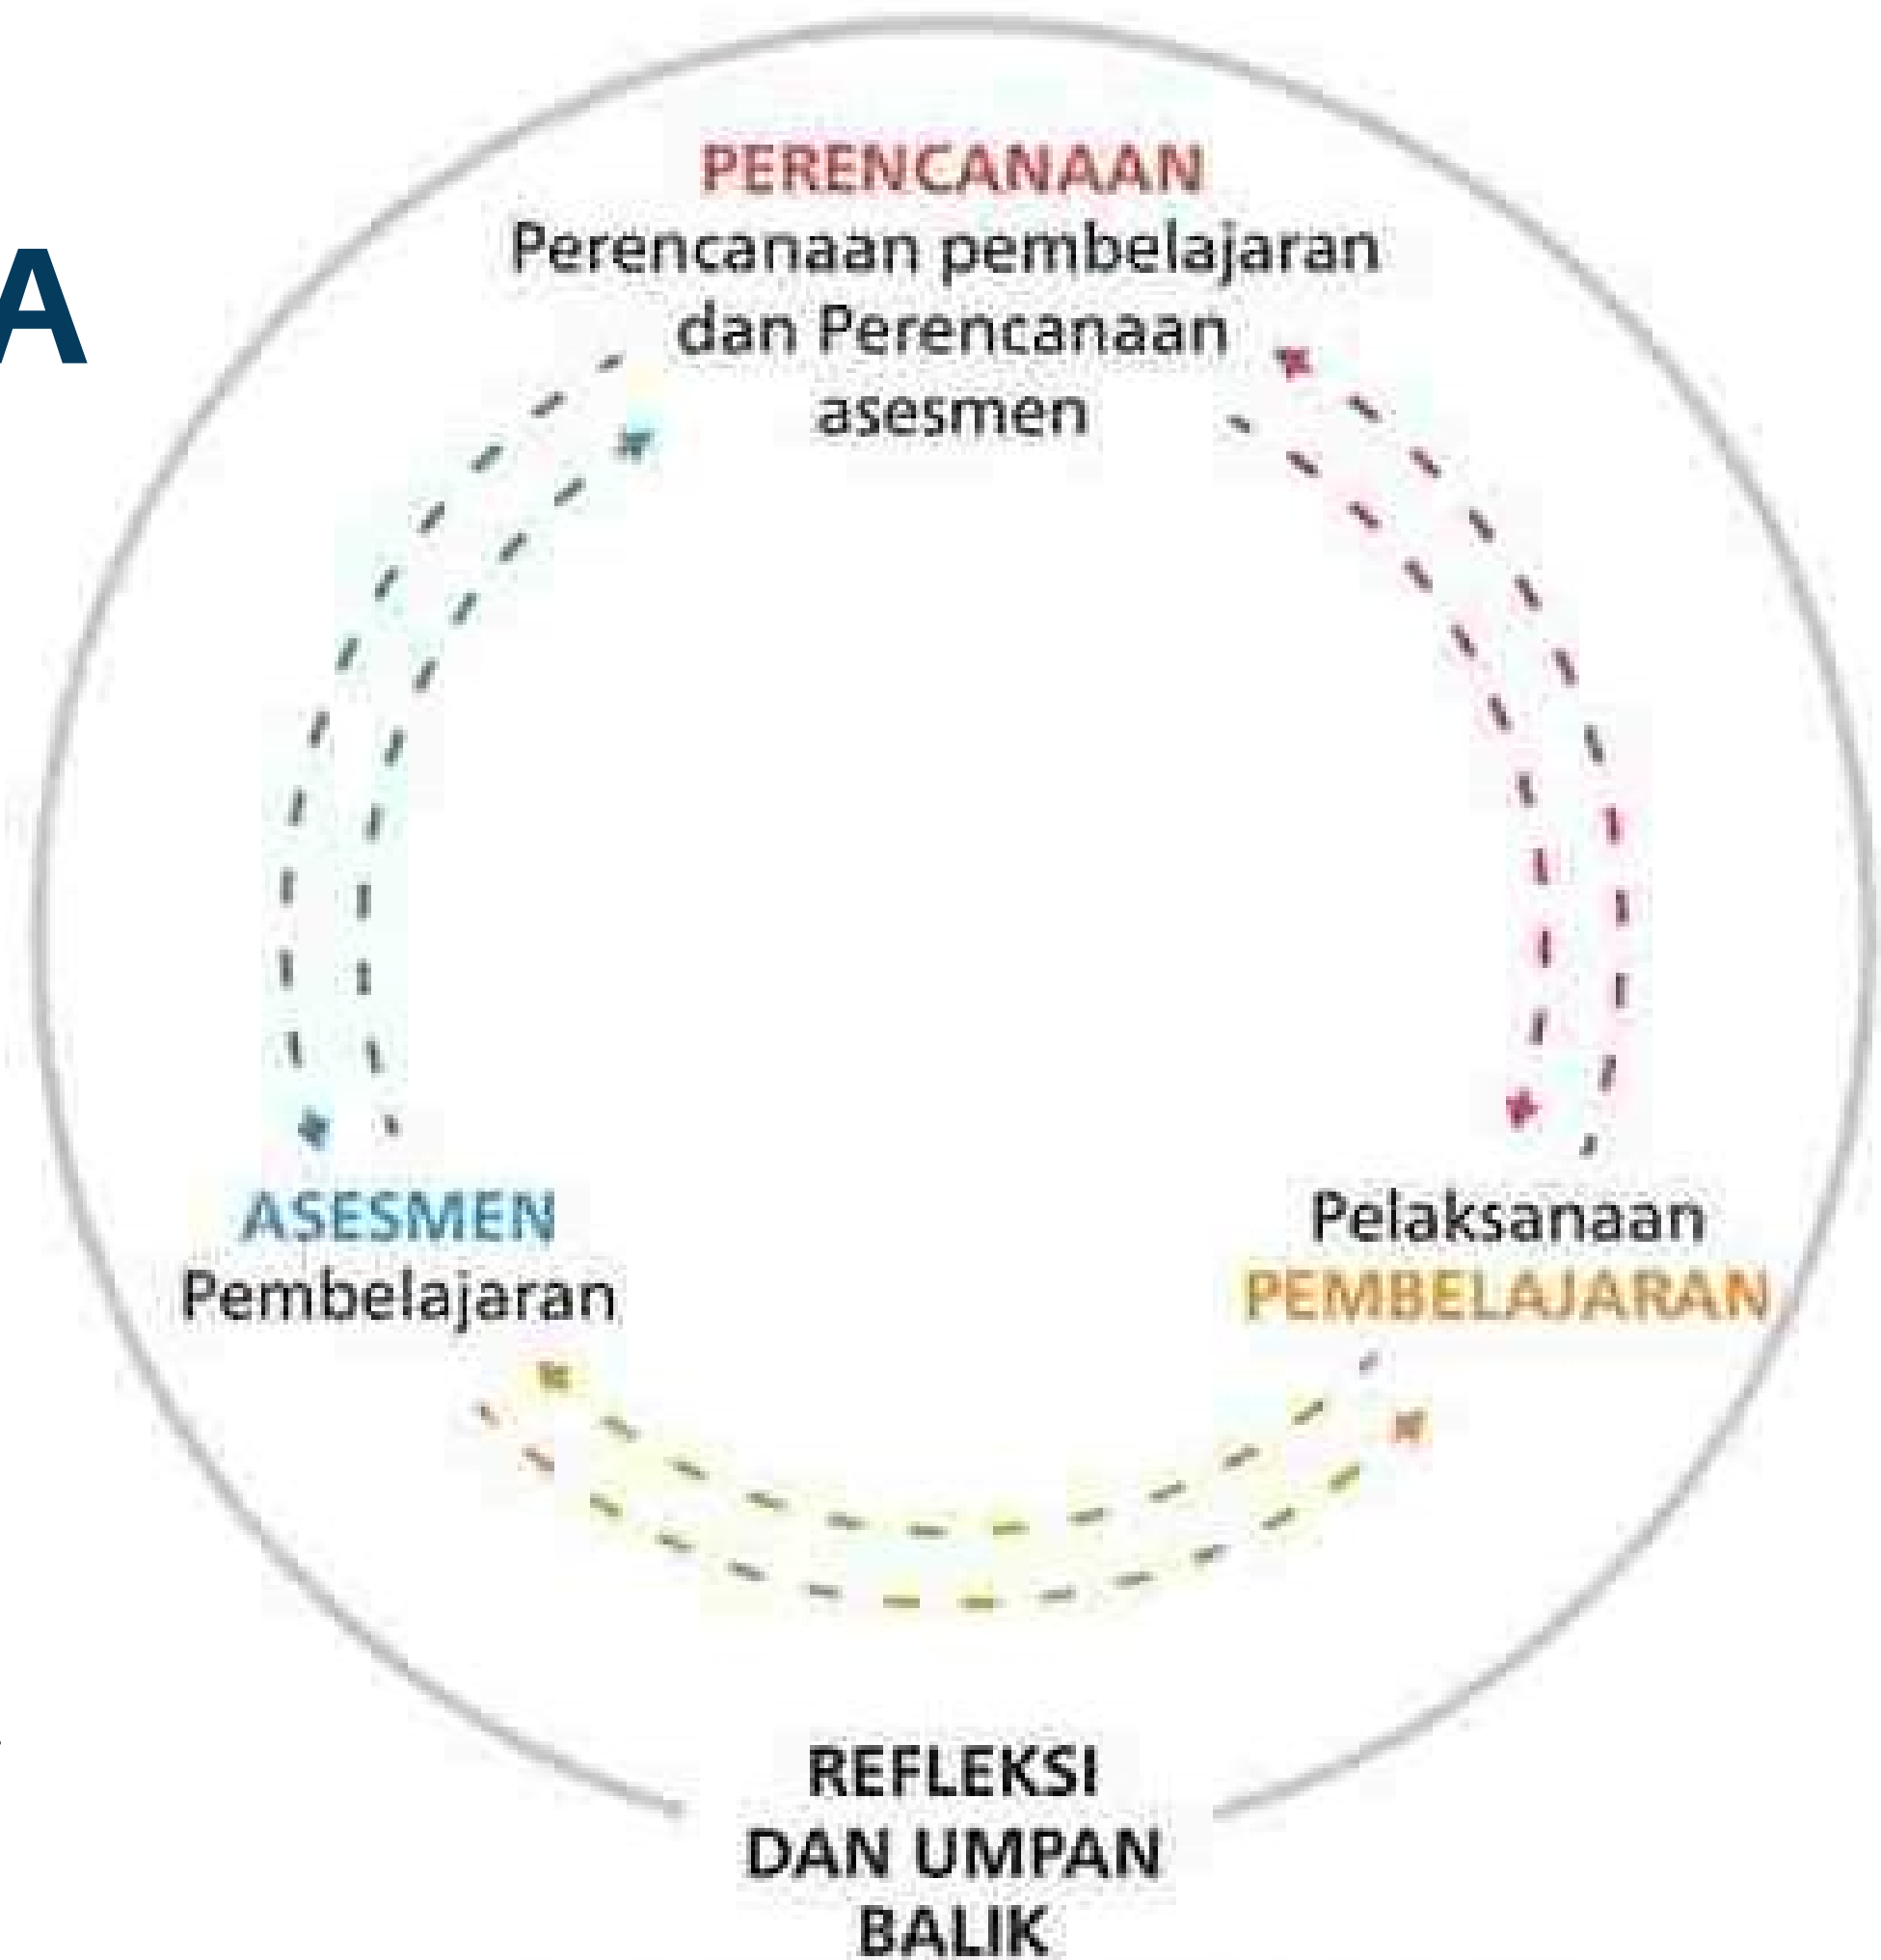 A
PERENCANAAN
Perencanaan pembelajaran
dan Perencanaan
asesmen
ASESMEN
Pembelajaran
Pelaksanaan
PEMBELAJARAN
REFLEKSI
DAN UMPAN
BALIK